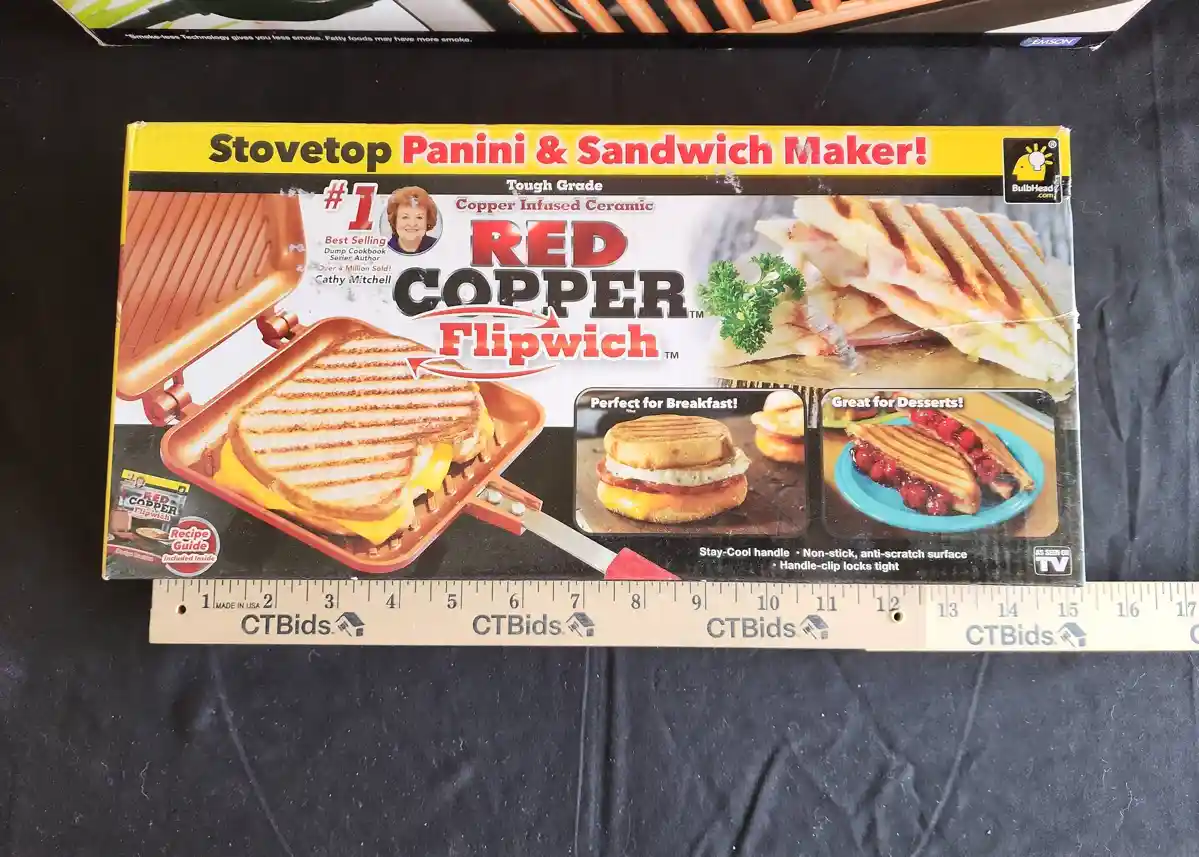 *Smoke-less Technology gives you less smoke. Fatty foods may have more smoke.
EMSON
Stovetop Panini & Sandwich Maker!
BulbHead
.com
®
Tough Grade
Copper Infused Ceramic
RED
COPPER™
Flipwich™
#1
Best Selling
Dump Cookbook
Series Author
Over 4 Million Sold!
Cathy Mitchell
Perfect for Breakfast!
Great for Desserts!
RED
COPPER
Flipwich
Recipe
Guide
Included Inside
Stay-Cool handle • Non-stick, anti-scratch surface
• Handle-clip locks tight
AS SEEN ON
TV
1 2 3 4 5 6 7 8 9 10 11 12 13 14 15 16 17
MADE IN USA
CTBids CTBids CTBids CTBids